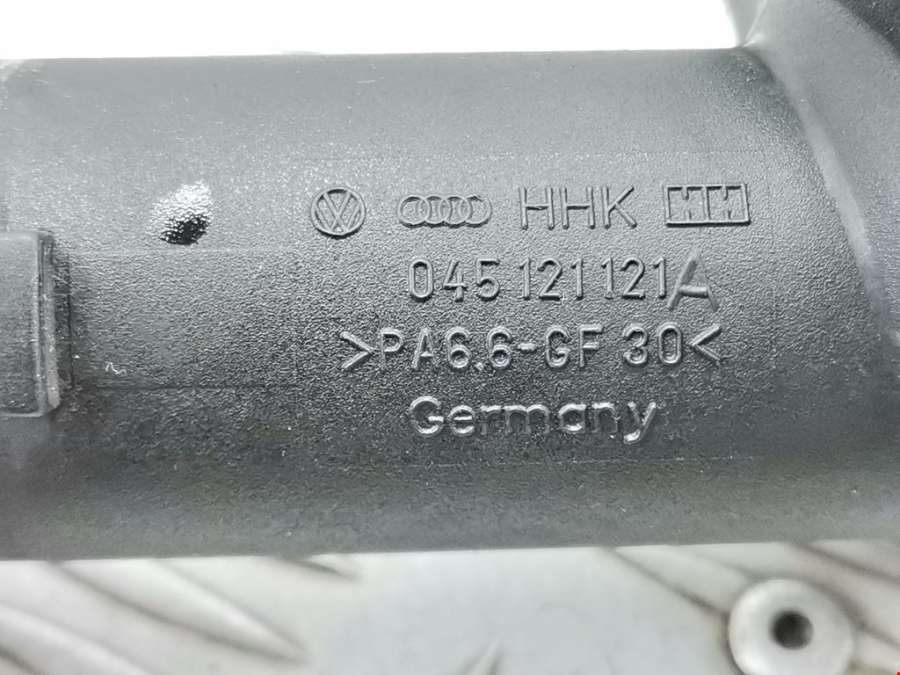 HHK
045 121 121 A
>PA6.6-GF 30<
Germany